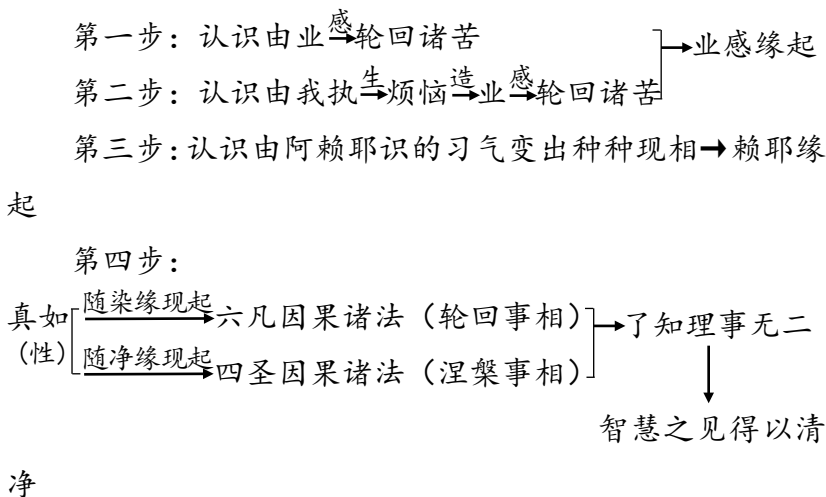 第一步：认识由业感→轮回诸苦
第二步：认识由我执生→烦恼造→业感→轮回诸苦
→业感缘起
第三步：认识由阿赖耶识的习气变出种种现相→赖耶缘
起
第四步：
真如
（性）
随染缘现起→六凡因果诸法（轮回事相）
随净缘现起→四圣因果诸法（涅槃事相）
→了知理事无二
智慧之见得以清
净